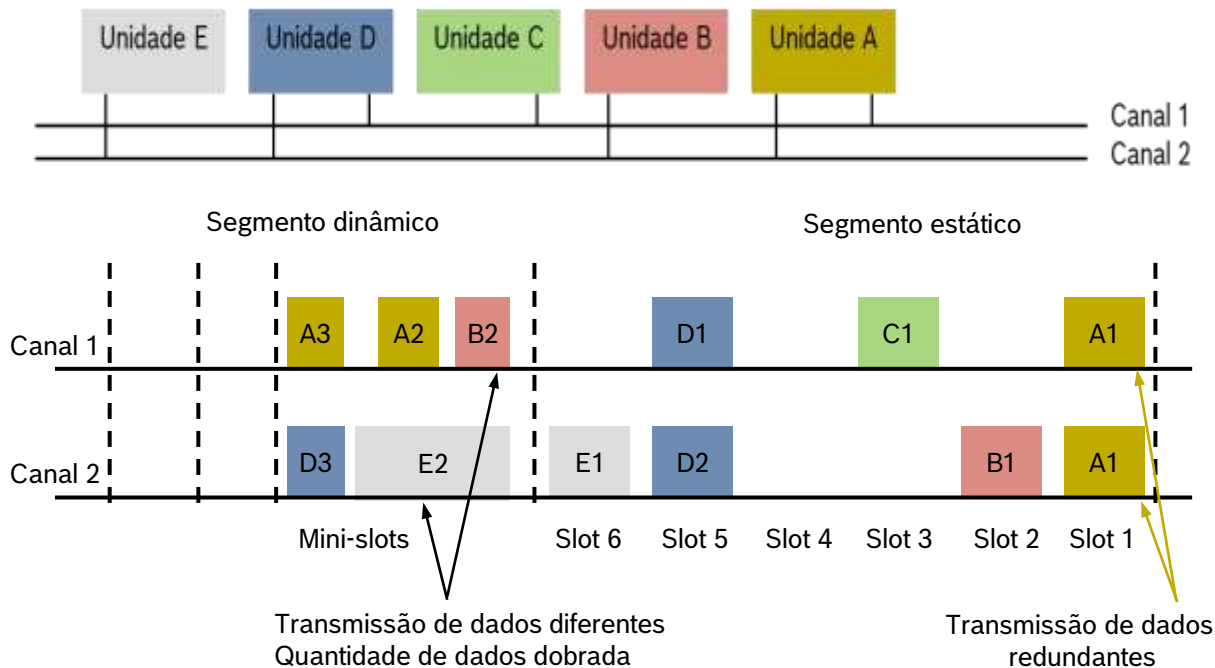 Unidade E
Unidade D
Unidade C
Unidade B
Unidade A
Canal 1
Canal 2
Segmento dinâmico
Segmento estático
Canal 1
A3
A2
B2
D1
C1
A1
Canal 2
D3
E2
E1
D2
B1
A1
Mini-slots
Slot 6
Slot 5
Slot 4
Slot 3
Slot 2
Slot 1
Transmissão de dados diferentes
Quantidade de dados dobrada
Transmissão de dados
redundantes